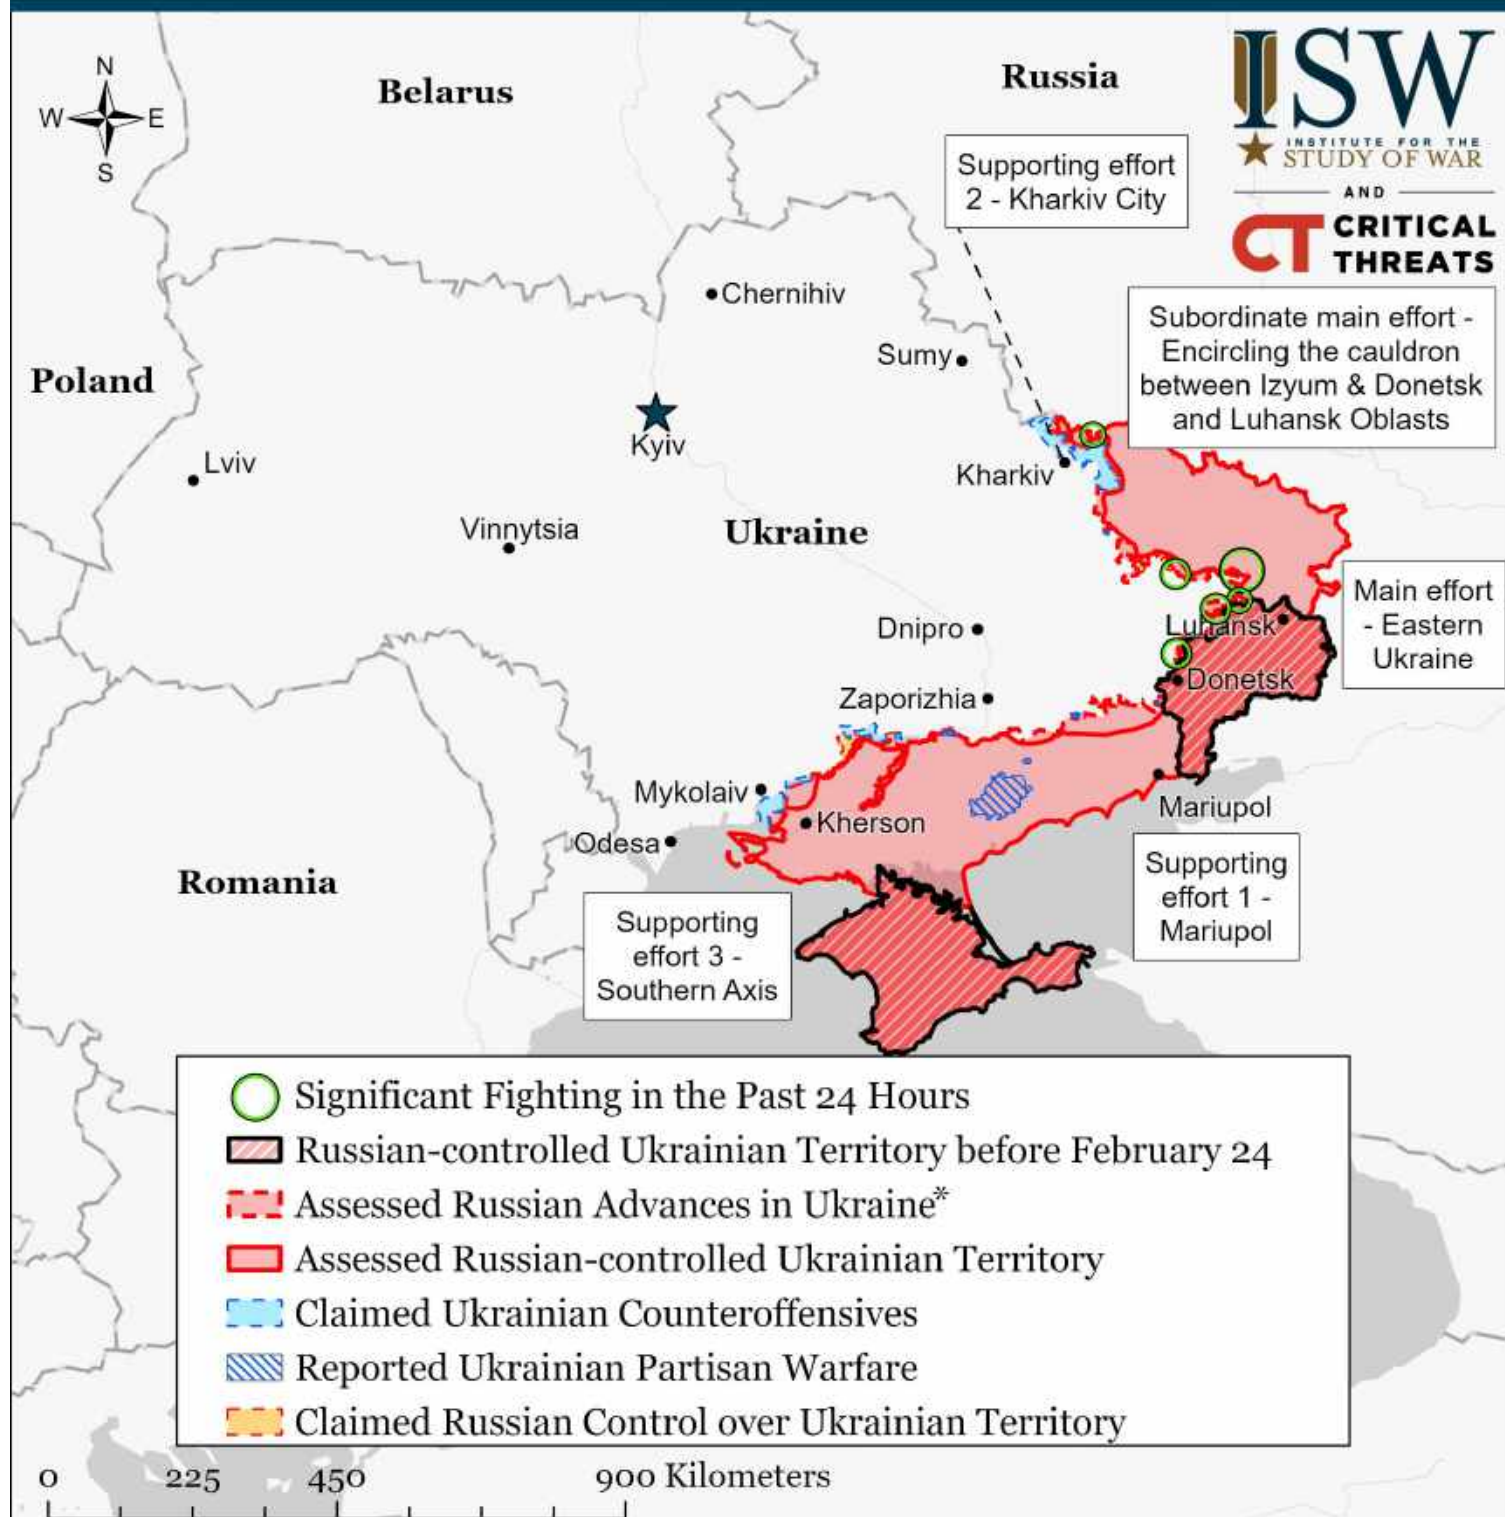 N
W
E
S
Belarus
Russia
ISW
INSTITUTE FOR THE
STUDY OF WAR
AND
CT CRITICAL
THREATS
Supporting effort
2 - Kharkiv City
Chernihiv
Subordinate main effort -
Encircling the cauldron
between Izyum & Donetsk
and Luhansk Oblasts
Sumy
Poland
Kyiv
Lviv
Kharkiv
Vinnytsia
Ukraine
Main effort
- Eastern
Ukraine
Dnipro
Luhansk
Donetsk
Zaporizhia
Mykolaiv
Mariupol
Kherson
Odesa
Romania
Supporting
effort 1 -
Mariupol
Supporting
effort 3 -
Southern Axis
Significant Fighting in the Past 24 Hours
Russian-controlled Ukrainian Territory before February 24
Assessed Russian Advances in Ukraine*
Assessed Russian-controlled Ukrainian Territory
Claimed Ukrainian Counteroffensives
Reported Ukrainian Partisan Warfare
Claimed Russian Control over Ukrainian Territory
0 225 450 900 Kilometers